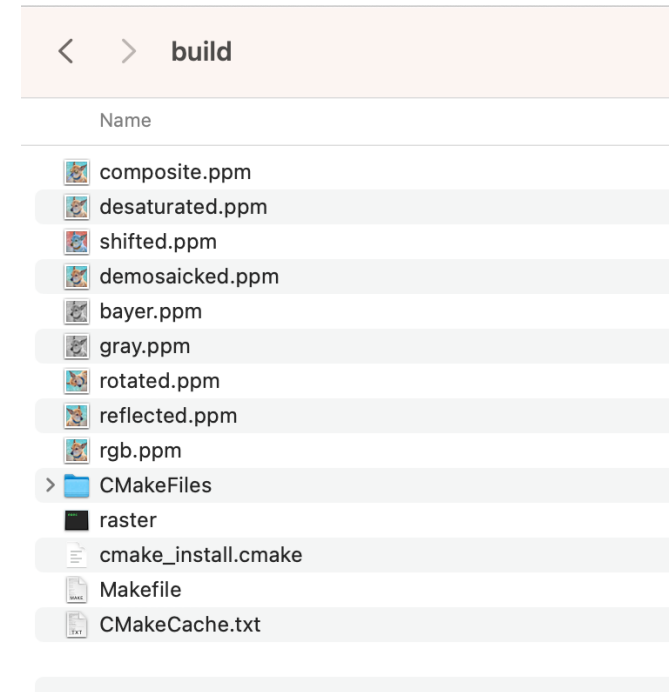 build
Name
composite.ppm
desaturated.ppm
shifted.ppm
demosaicked.ppm
bayer.ppm
gray.ppm
rotated.ppm
reflected.ppm
rgb.ppm
CMakeFiles
raster
cmake_install.cmake
Makefile
CMakeCache.txt